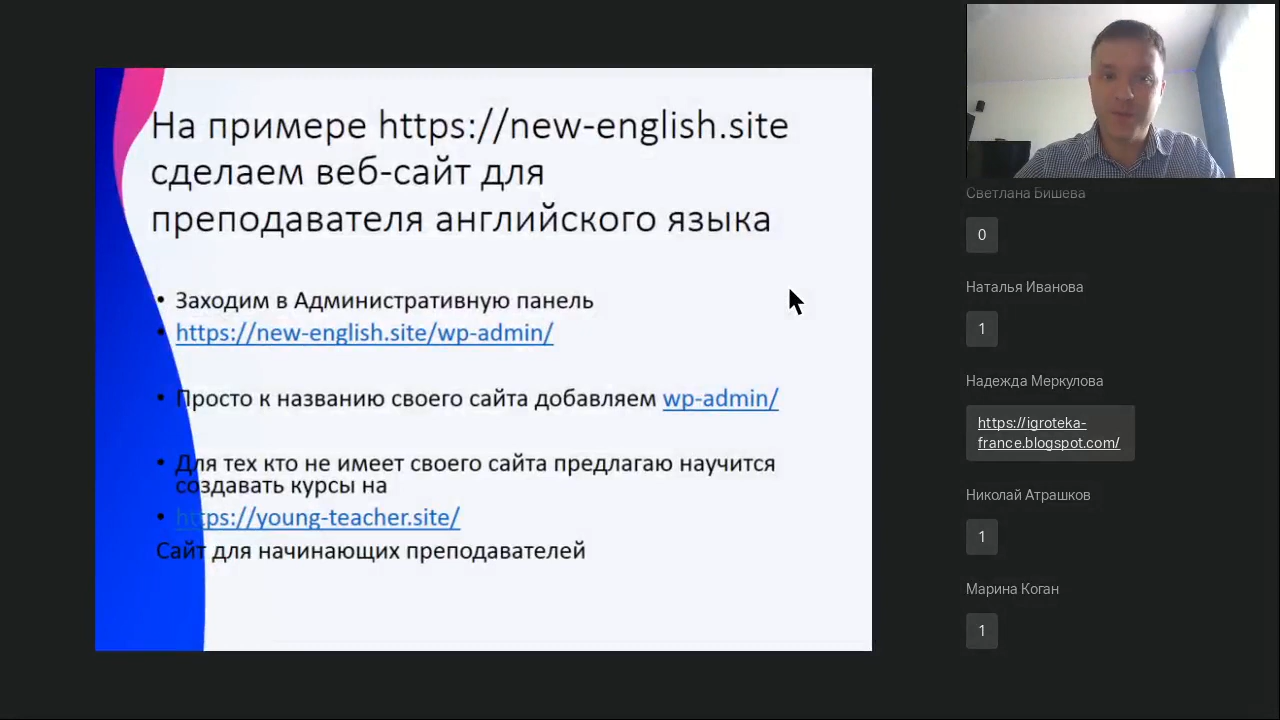 На примере https://new-english.site
сделаем веб-сайт для
преподавателя английского языка
• Заходим в Административную панель
• https://new-english.site/wp-admin/
• Просто к названию своего сайта добавляем wp-admin/
• Для тех кто не имеет своего сайта предлагаю научится
создавать курсы на
• https://young-teacher.site/
Сайт для начинающих преподавателей
Светлана Бишева
0
Наталья Иванова
1
Надежда Меркулова
https://igroteka-
france.blogspot.com/
Николай Атрашков
1
Марина Коган
1